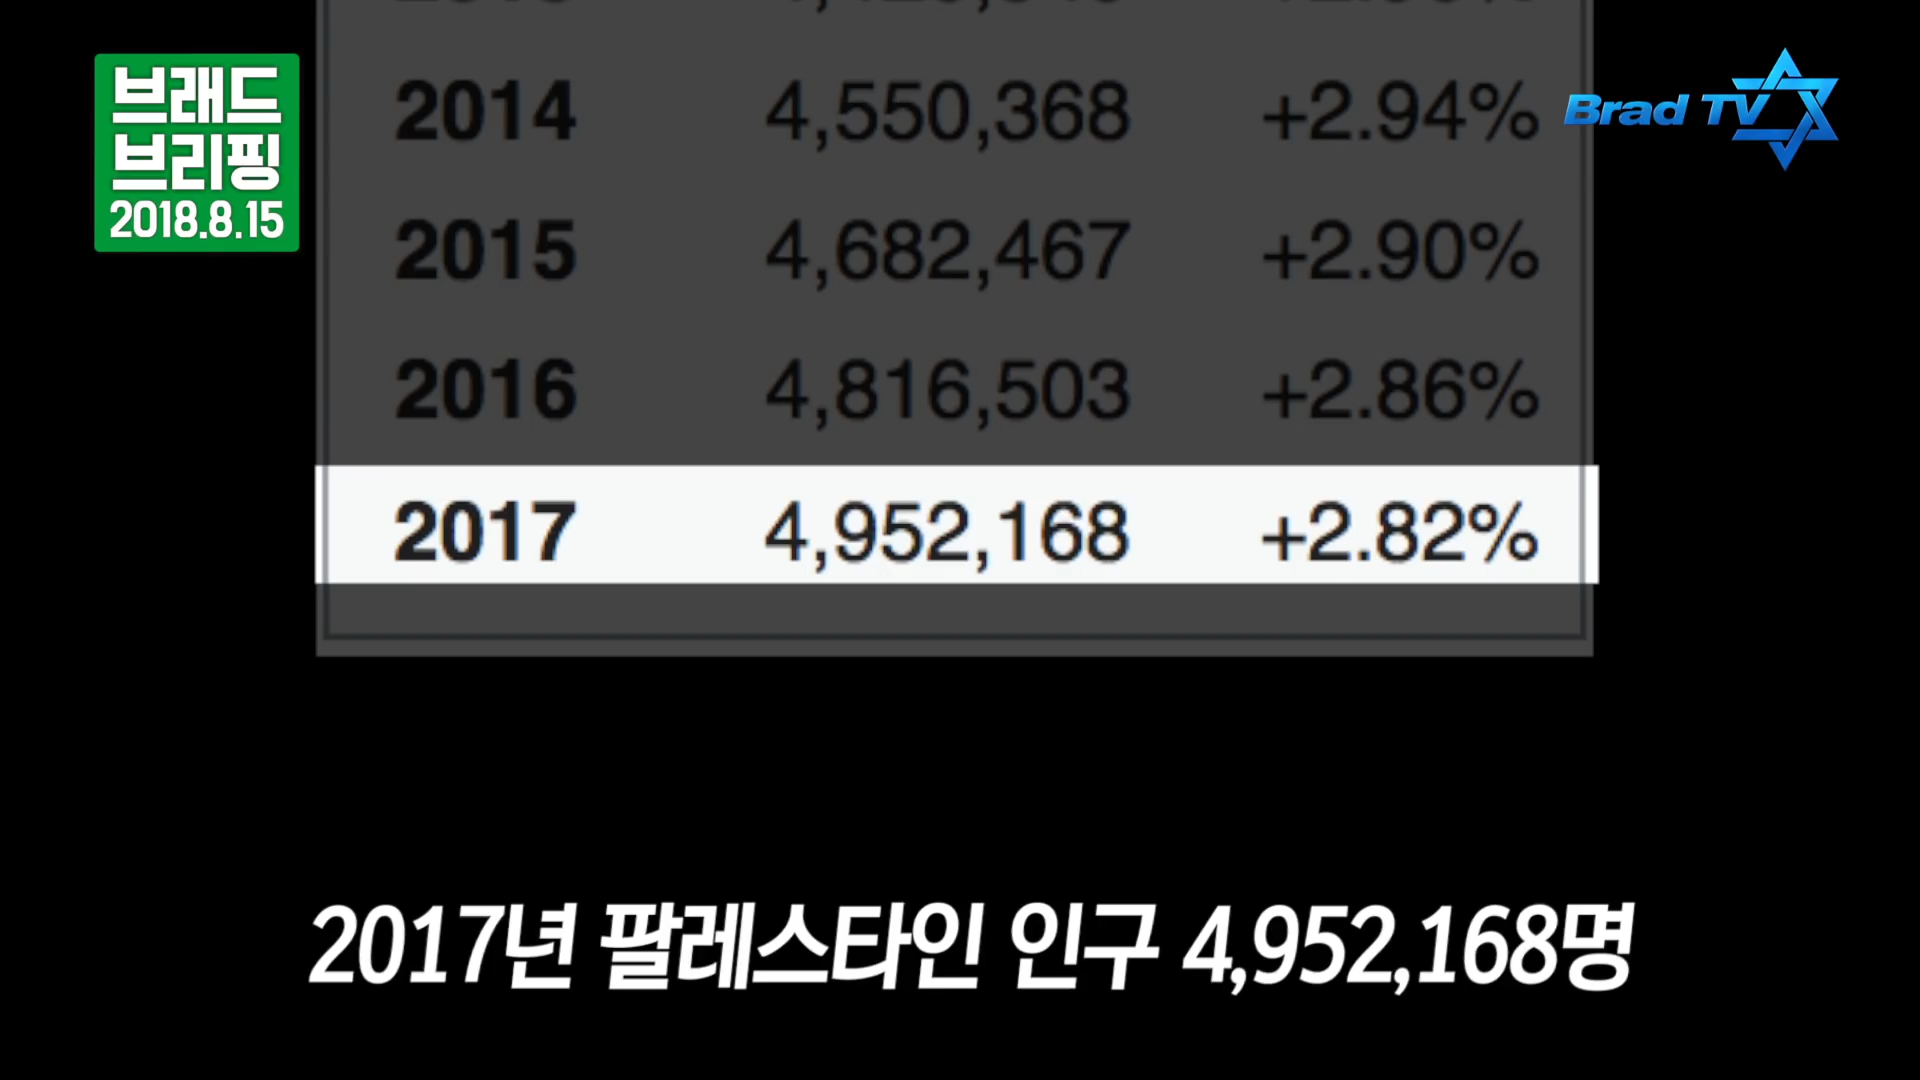 브래드
브리핑
2018.8.15
Brad TV
2014 4,550,368 +2.94%
2015 4,682,467 +2.90%
2016 4,816,503 +2.86%
2017 4,952,168 +2.82%
2017년 팔레스타인 인구 4,952,168명